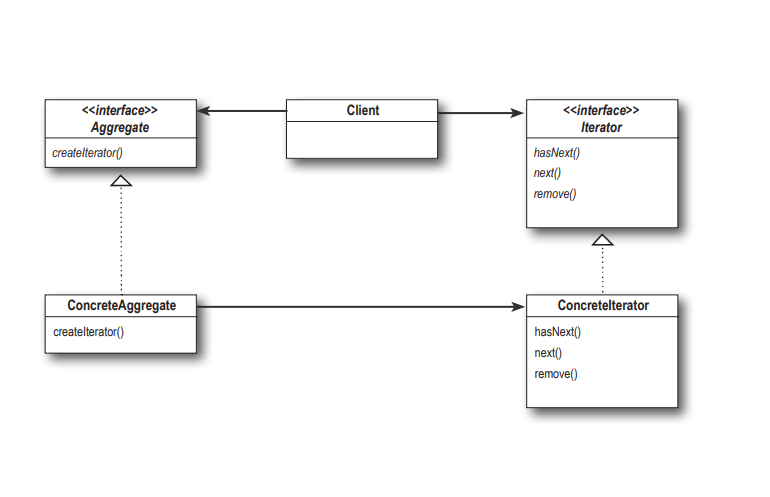 <<interface>>
Aggregate
createIterator()
Client
<<interface>>
Iterator
hasNext()
next()
remove()
ConcreteAggregate
createIterator()
ConcreteIterator
hasNext()
next()
remove()